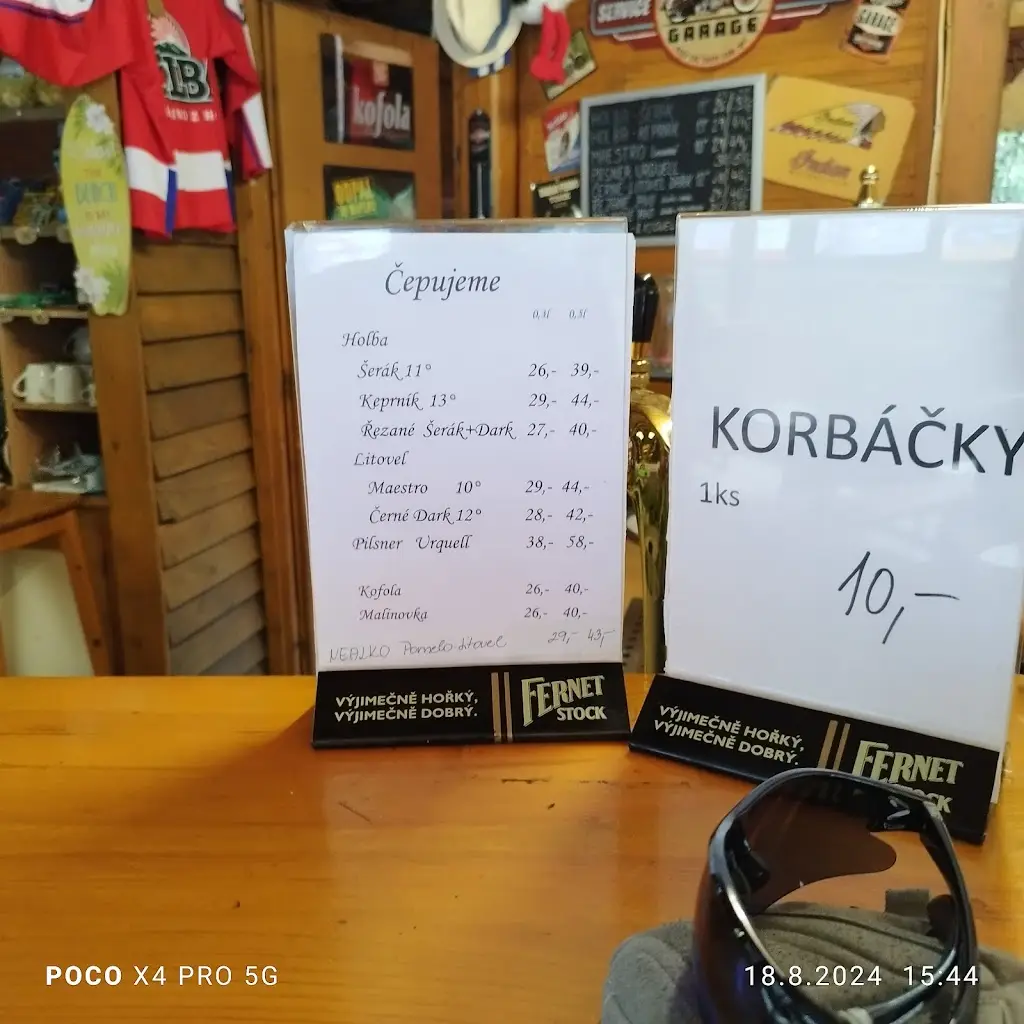 kofola
GARAGE
GARAGE
Indian
Čepujeme
0,3l 0,5l
Holba
Šerák 11° 26,- 39,-
Keprník 13° 29,- 44,-
Řezané Šerák+Dark 27,- 40,-
Litovel
Maestro 10° 29,- 44,-
Černé Dark 12° 28,- 42,-
Pilsner Urquell 38,- 58,-
Kofola 26,- 40,-
Malinovka 26,- 40,-
NEALKO Pomelo Litovel 29,- 43,-
VÝJIMEČNĚ HOŘKÝ,
VÝJIMEČNĚ DOBRÝ.
FERNET
STOCK
KORBÁČKY
1ks
10,-
VÝJIMEČNĚ HOŘKÝ,
VÝJIMEČNĚ DOBRÝ.
FERNET
STOCK
POCO X4 PRO 5G
18.8.2024 15:44